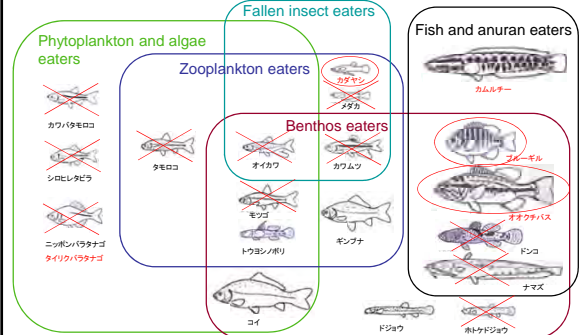 Fallen insect eaters
Fish and anuran eaters
Phytoplankton and algae
eaters
Zooplankton eaters
カムルチー
カダヤシ
メダカ
カワバタモロコ
Benthos eaters
ブルーギル
タモロコ
オイカワ
カワムツ
シロヒレタビラ
オオクチバス
モツゴ
ニッポンバラタナゴ
タイリクバラタナゴ
トウヨシノボリ
ギンブナ
ドンコ
ナマズ
コイ
ドジョウ
ホトケドジョウ